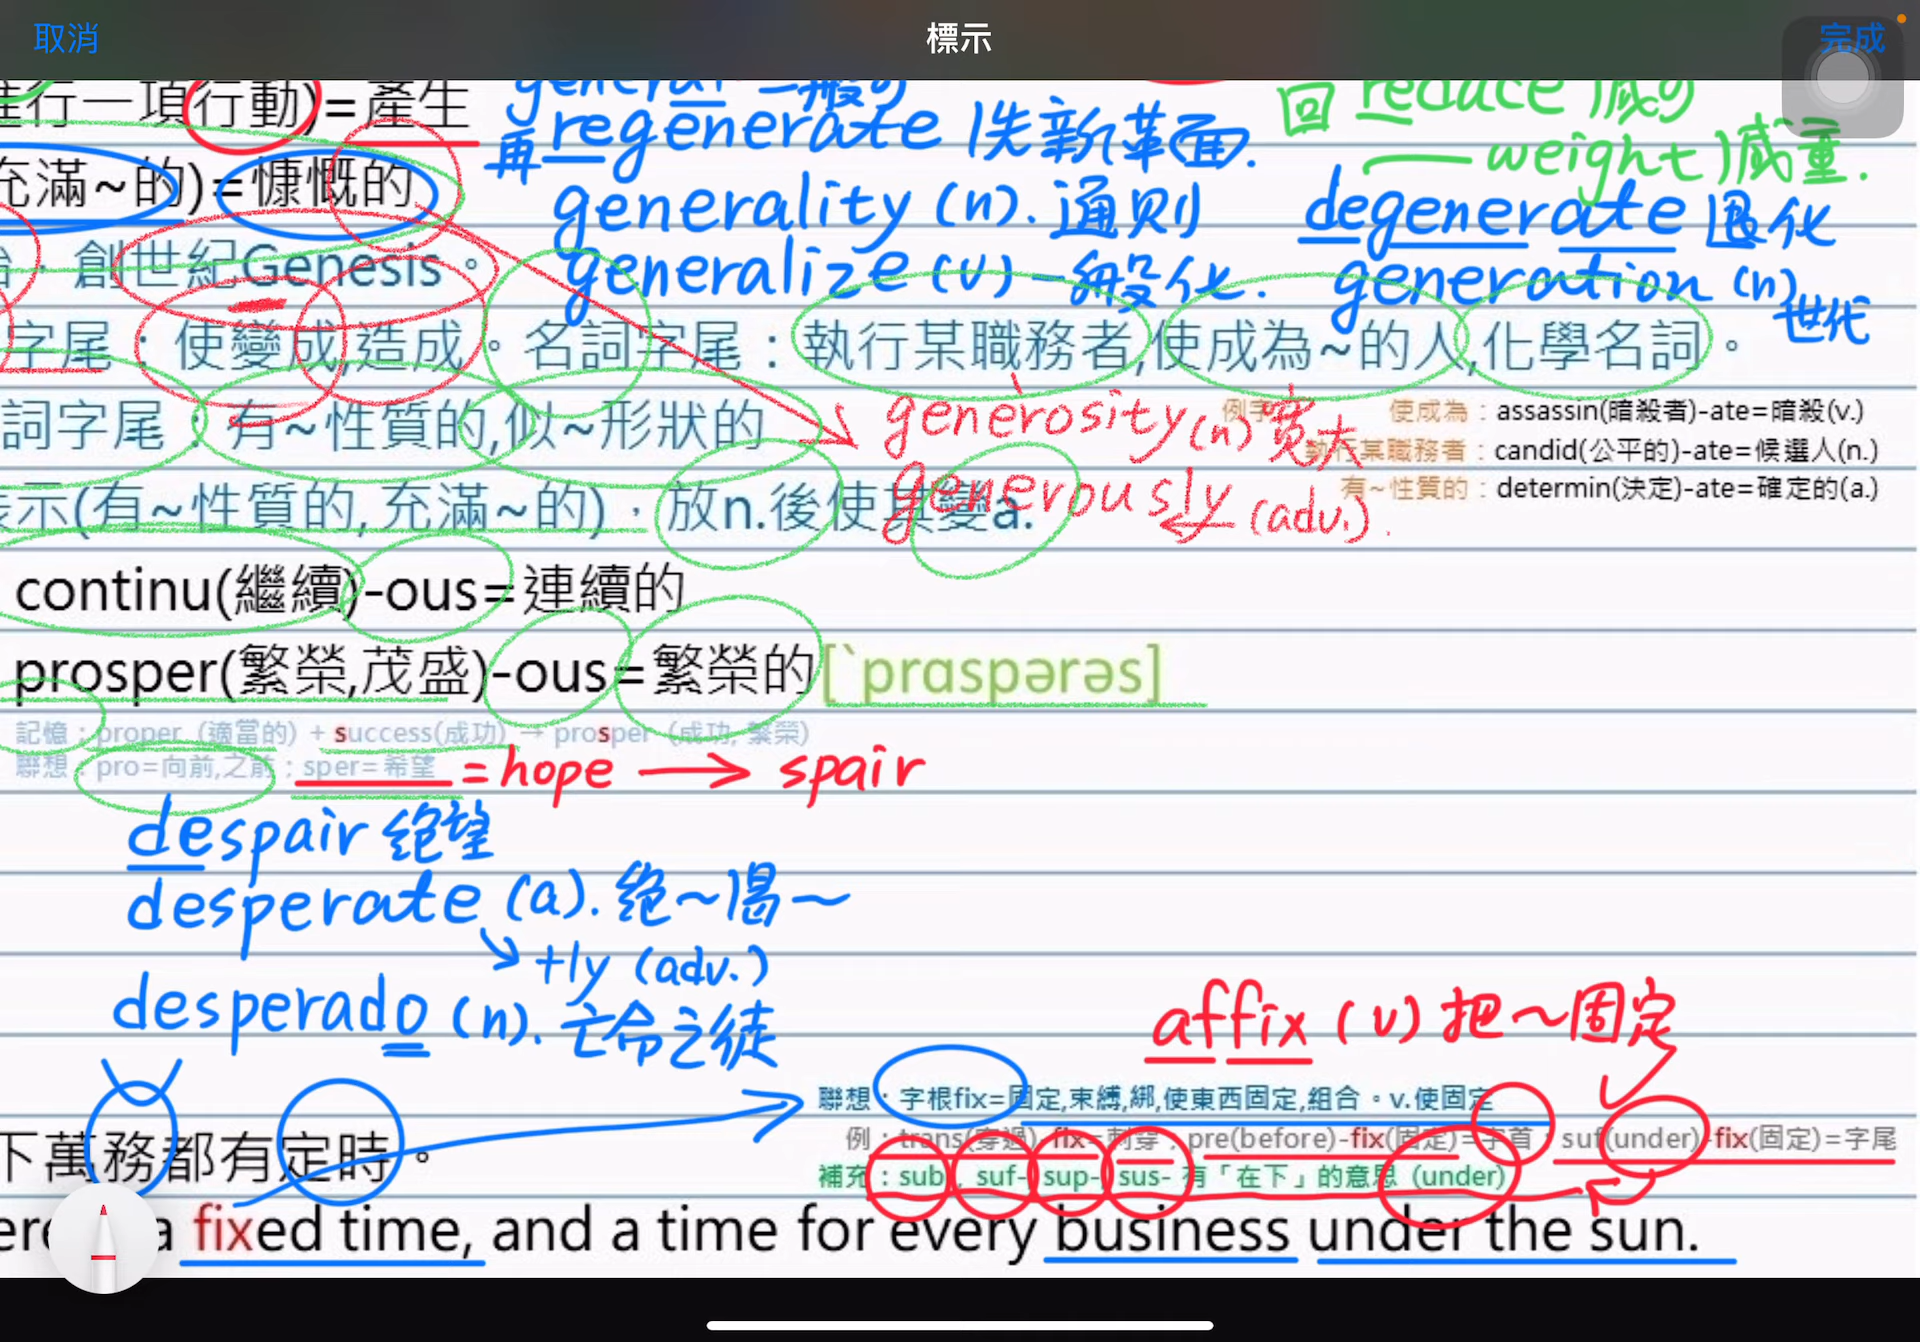 取消 標示 完成
general 一般的
進行一項行動)=產生
再 regenerate 洗新革面.
回 reduce 減少
—— weight 減重.
充滿~的)=慷慨的
generality (n). 通則
degenerate 退化
，創世紀Genesis。
generalize (v) 一般化.
generation (n) 世代
字尾：使變成,造成。名詞字尾：執行某職務者,使成為~的人,化學名詞。
詞字尾：有~性質的,似~形狀的
generosity (n) 寬大
使成為：assassin(暗殺者)-ate=暗殺(v.)
執行某職務者：candid(公平的)-ate=候選人(n.)
有~性質的：determin(決定)-ate=確定的(a.)
表示(有~性質的, 充滿~的)，放n.後使其變a.
generously (adv.).
continu(繼續)-ous=連續的
prosper(繁榮,茂盛)-ous=繁榮的[ˋprɑspərəs]
記憶：proper (適當的) + success(成功) → prosper (成功, 繁榮)
聯想：pro=向前,之前；sper=希望 =hope → spair
despair 絕望
desperate (a). 絕~渴~
+ly (adv.)
desperado (n). 亡命之徒
affix (v) 把~固定
聯想：字根fix=固定,束縛,綁,使東西固定,組合。v.使固定
例：trans(穿過)-fix=刺穿；pre(before)-fix(固定)=字首；suf(under)-fix(固定)=字尾
補充：sub-, suf- sup- sus- 有「在下」的意思 (under)
下萬務都有定時。
a fixed time, and a time for every business under the sun.